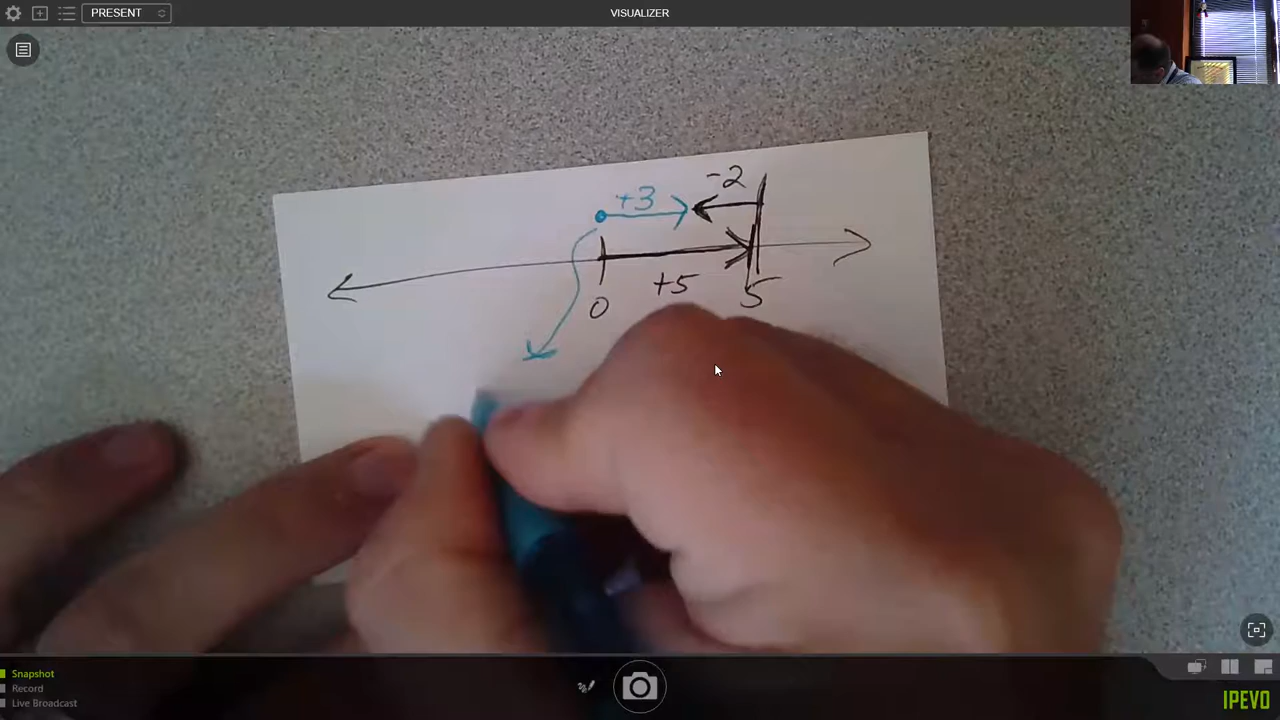 PRESENT
VISUALIZER
-2
+3
+5
0
5
Snapshot
Record
Live Broadcast
IPEVO